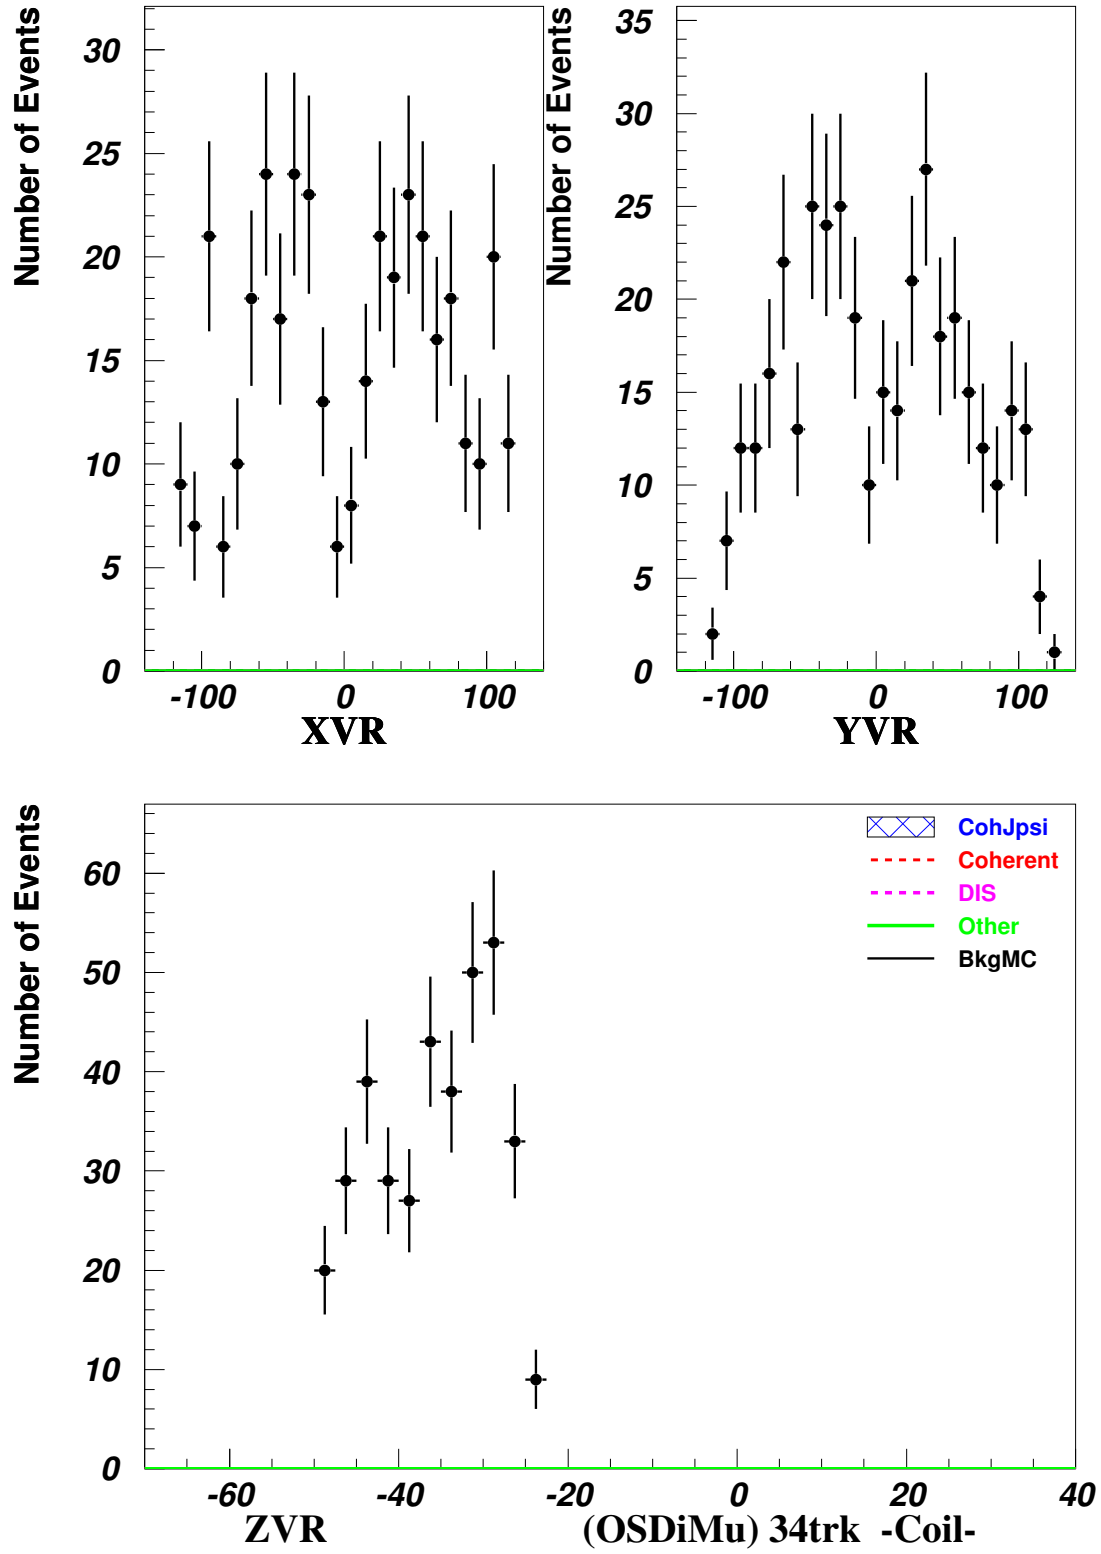 Number of Events
30
25
20
15
10
5
0
-100 0 100
XVR
Number of Events
35
30
25
20
15
10
5
0
-100 0 100
YVR
Number of Events
60
50
40
30
20
10
0
-60 -40 -20 0 20 40
ZVR (OSDiMu) 34trk -Coil-
CohJpsi
Coherent
DIS
Other
BkgMC